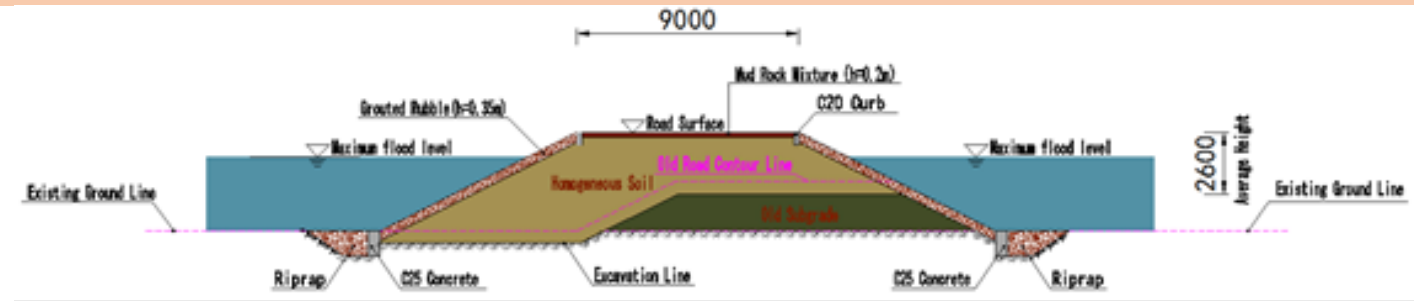 9000
Mud Rock Mixture (h=0.2m)
Grouted Rubble(h=0.35m)
C20 Curb
Road Surface
Maximum flood level
Maximum flood level
Old Road Contour Line
2600
Average Height
Homogeneous Soil
Existing Ground Line
Existing Ground Line
Old Subgrade
Riprap
C25 Concrete
Excavation Line
C25 Concrete
Riprap